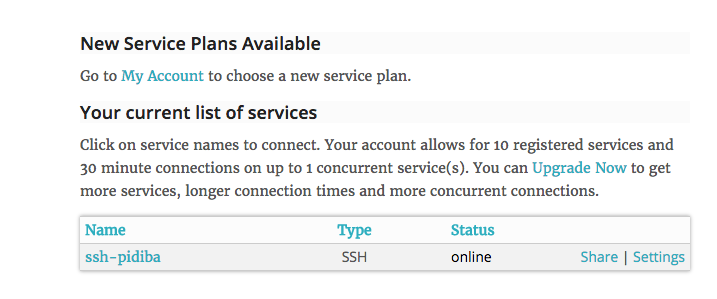 New Service Plans Available
Go to My Account to choose a new service plan.
Your current list of services
Click on service names to connect. Your account allows for 10 registered services and
30 minute connections on up to 1 concurrent service(s). You can Upgrade Now to get
more services, longer connection times and more concurrent connections.
Name Type Status
ssh-pidiba SSH online Share | Settings